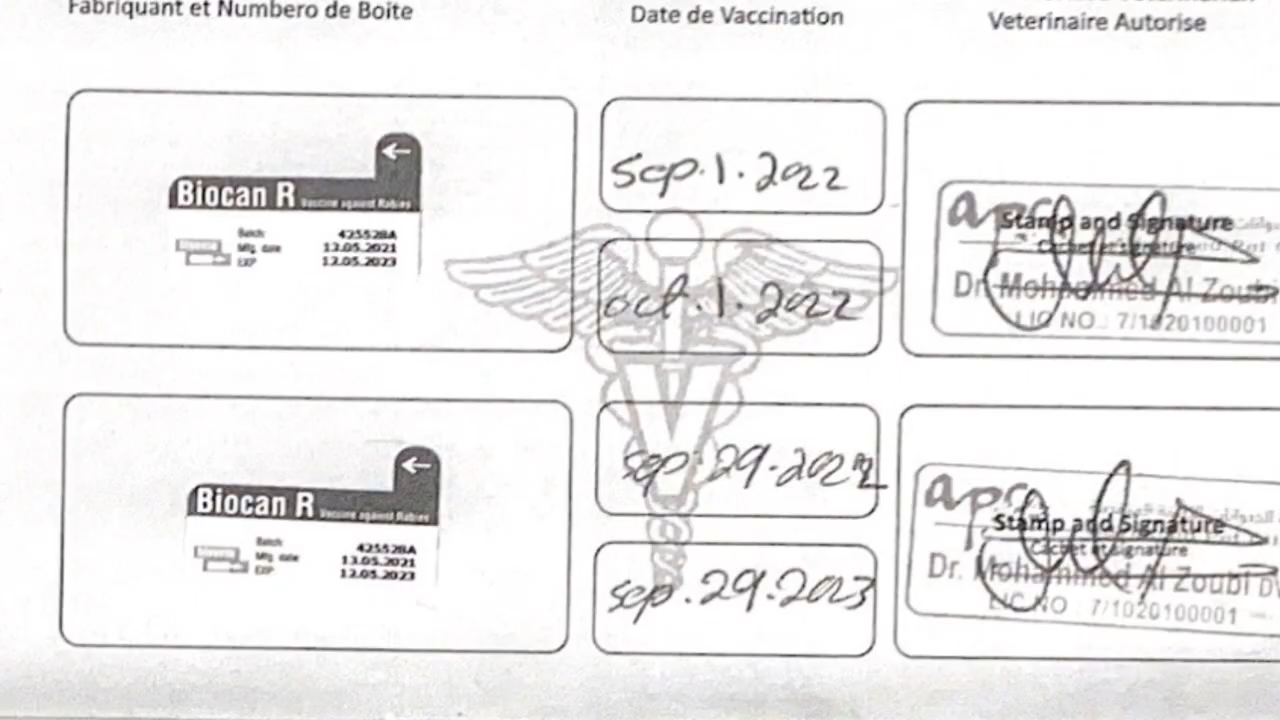 Fabriquant et Numbero de Boite
Date de Vaccination
Veterinaire Autorise
Biocan R Vaccine against Rabies
Batch 425528A
Mfg. date 13.05.2021
EXP 12.05.2023
Sep.1.2022
oct.1.2022
Stamp and Signature
Cachet et signature
Dr. Mohammed Al Zoubi
LIC NO : 7/1020100001
Biocan R Vaccine against Rabies
Batch 425528A
Mfg. date 13.05.2021
EXP 12.05.2023
sep.29.2022
sep.29.2023
Stamp and Signature
Cachet et signature
Dr. Mohammed Al Zoubi
LIC NO : 7/1020100001